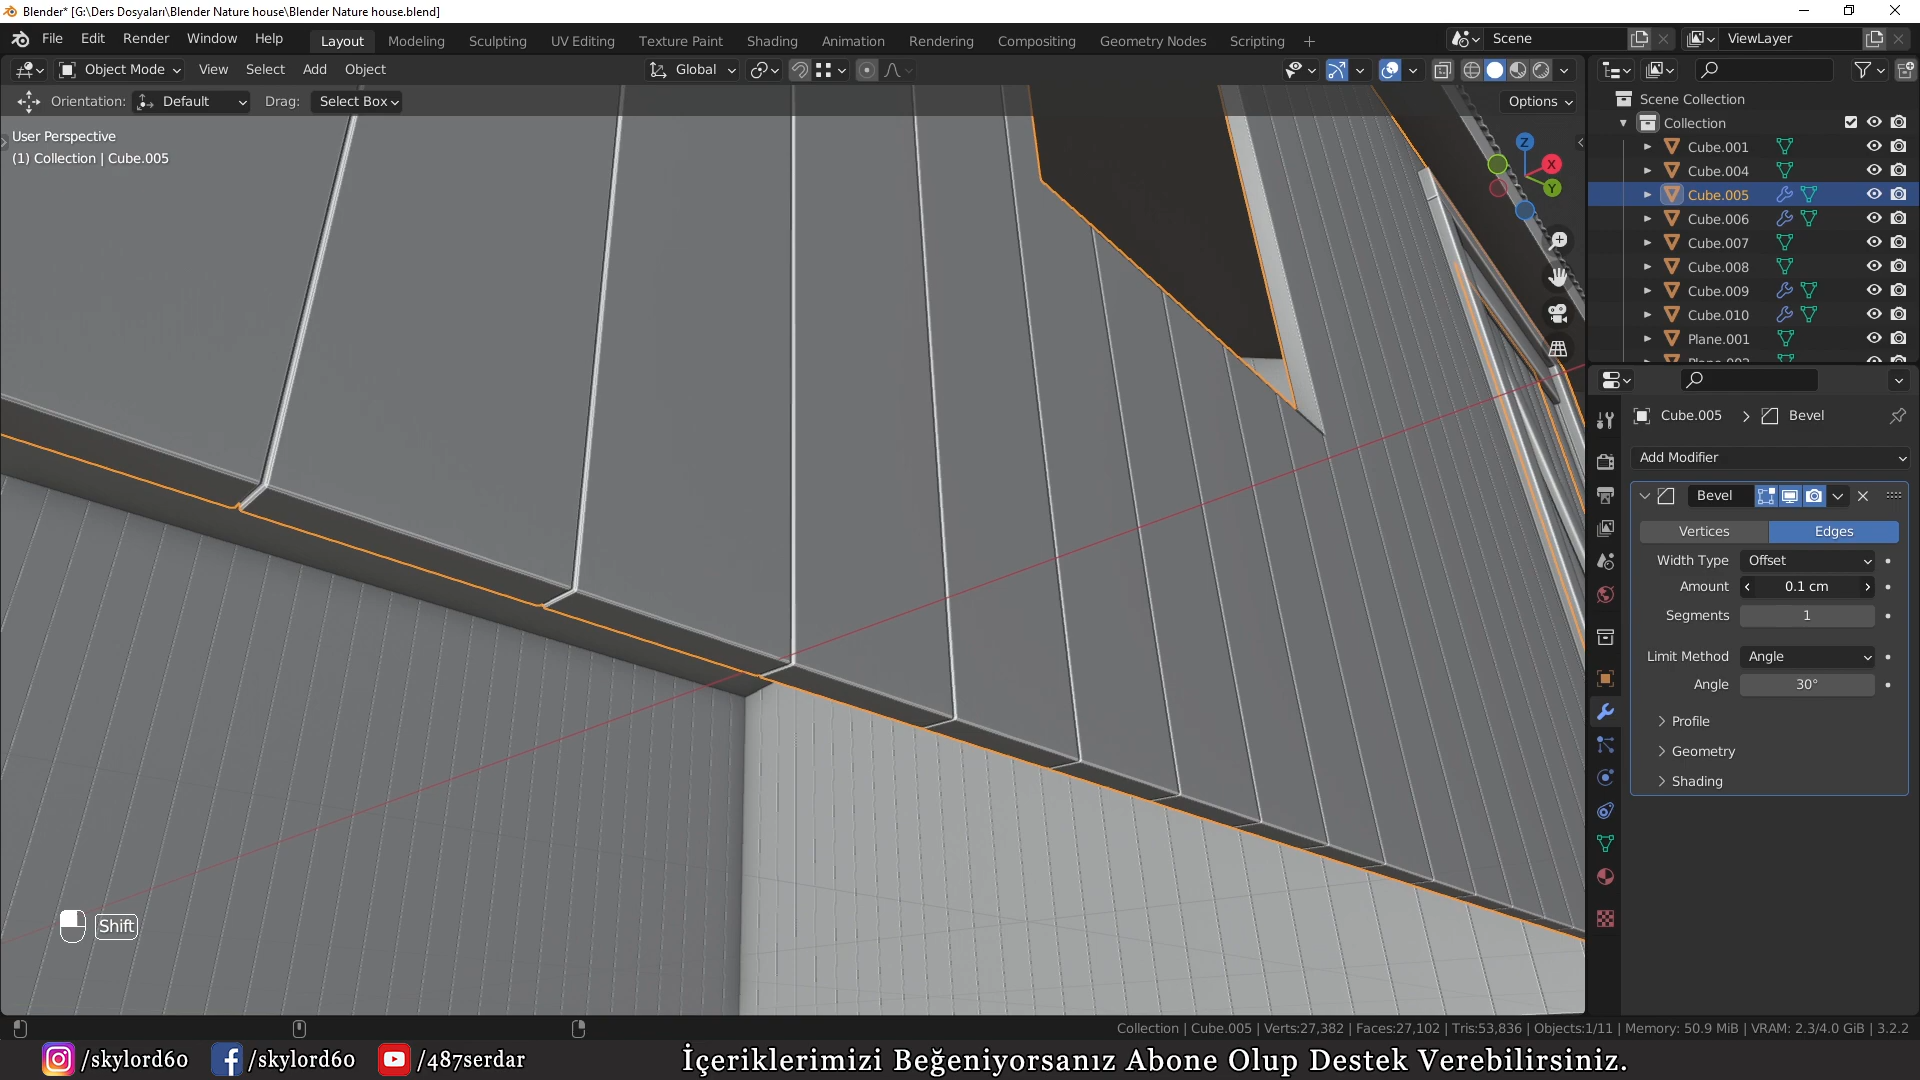 Blender* [G:\Ders Dosyaları\Blender Nature house\Blender Nature house.blend]
File Edit Render Window Help Layout Modeling Sculpting UV Editing Texture Paint Shading Animation Rendering Compositing Geometry Nodes Scripting + Scene ViewLayer
Object Mode View Select Add Object Global
Orientation: Default Drag: Select Box Options
Scene Collection
User Perspective
(1) Collection | Cube.005
Collection
Cube.001
Cube.004
Cube.005
Cube.006
Cube.007
Cube.008
Cube.009
Cube.010
Plane.001
Z
X
Y
Cube.005 > Bevel
Add Modifier
Bevel
Vertices Edges
Width Type Offset
Amount 0.1 cm
Segments 1
Limit Method Angle
Angle 30°
Profile
Geometry
Shading
Shift
Collection | Cube.005 | Verts:27,382 | Faces:27,102 | Tris:53,836 | Objects:1/11 | Memory: 50.9 MiB | VRAM: 2.3/4.0 GiB | 3.2.2
/skylord60 /skylord60 /487serdar İçeriklerimizi Beğeniyorsanız Abone Olup Destek Verebilirsiniz.